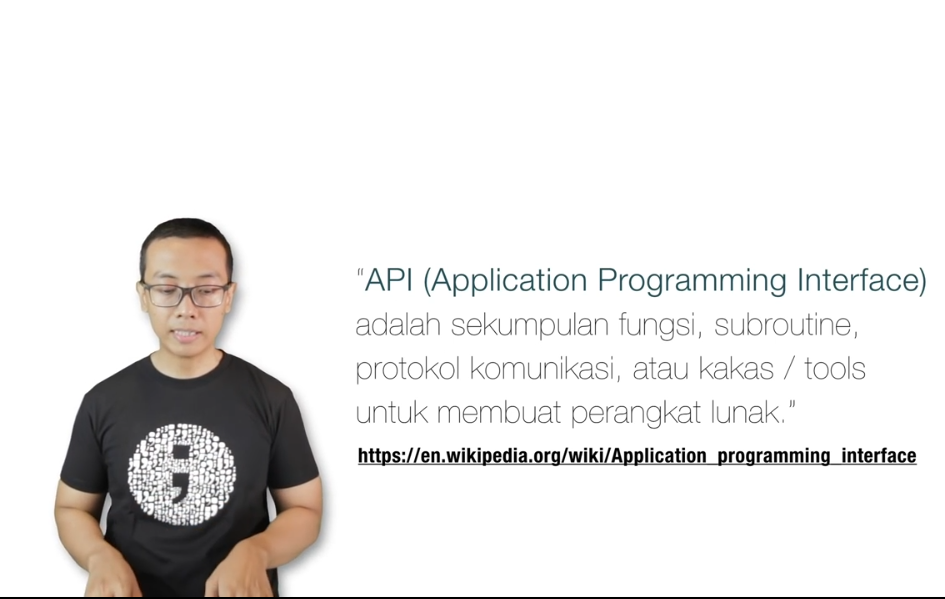 "API (Application Programming Interface)
adalah sekumpulan fungsi, subroutine,
protokol komunikasi, atau kakas / tools
untuk membuat perangkat lunak."
https://en.wikipedia.org/wiki/Application_programming_interface